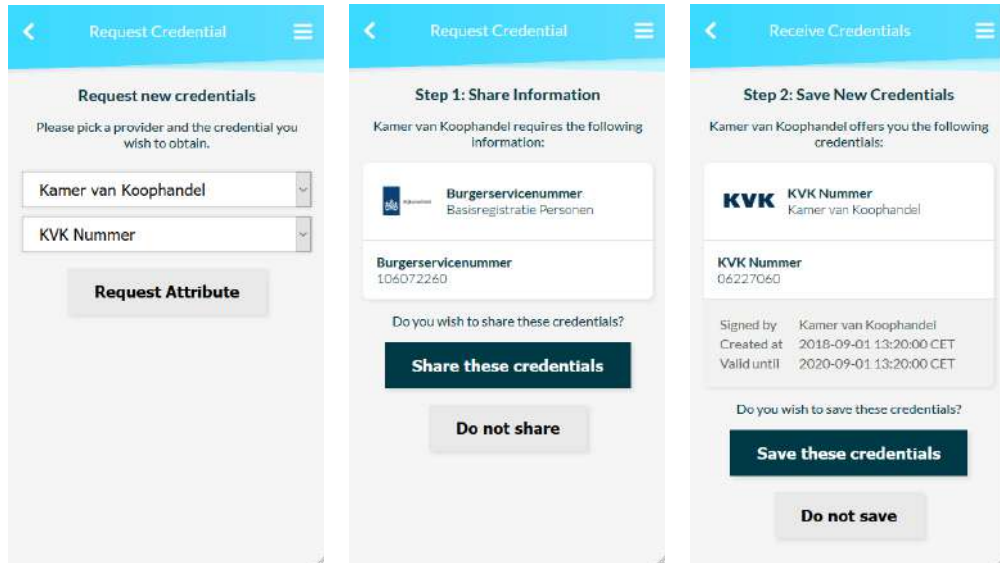 Request Credential
Request new credentials
Please pick a provider and the credential you
wish to obtain.
Kamer van Koophandel
KVK Nummer
Request Attribute
Request Credential
Step 1: Share Information
Kamer van Koophandel requires the following
information:
Burgerservicenummer
Basisregistratie Personen
Burgerservicenummer
106072260
Do you wish to share these credentials?
Share these credentials
Do not share
Receive Credentials
Step 2: Save New Credentials
Kamer van Koophandel offers you the following
credentials:
KVK
KVK Nummer
Kamer van Koophandel
KVK Nummer
06227060
Signed by Kamer van Koophandel
Created at 2018-09-01 13:20:00 CET
Valid until 2020-09-01 13:20:00 CET
Do you wish to save these credentials?
Save these credentials
Do not save